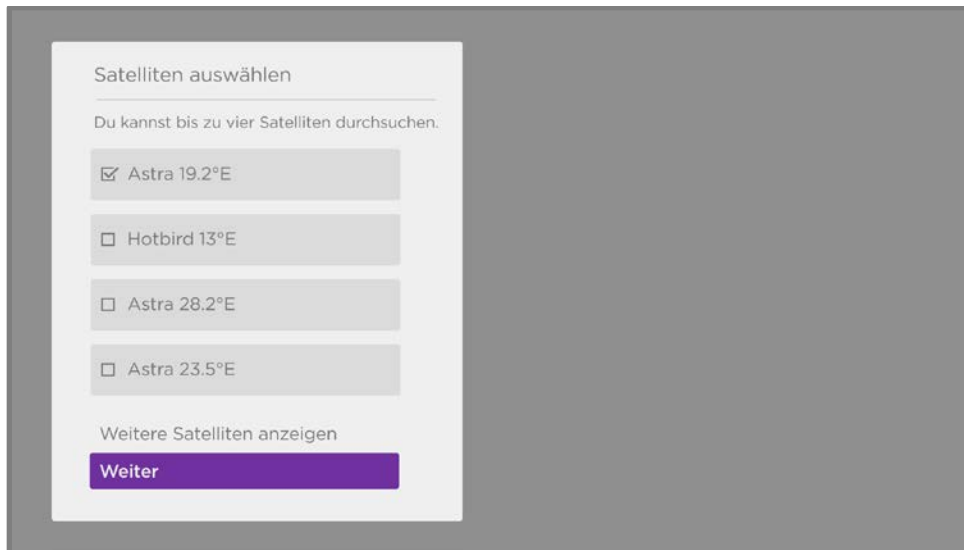 Satelliten auswählen
Du kannst bis zu vier Satelliten durchsuchen.
Astra 19.2°E
Hotbird 13°E
Astra 28.2°E
Astra 23.5°E
Weitere Satelliten anzeigen
Weiter